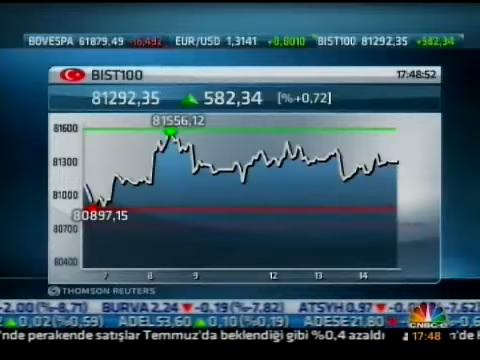 BOVESPA 61879,49 -16,492 EUR/USD 1,3141 +0,0010 BIST100 81292,35 +582,34
BIST100 17:48:52
81292,35 582,34 [%+0,72]
81556,12
81600
81300
81000
80897,15
80700
80400
7 8 9 12 13 14
THOMSON REUTERS
-2.00 (%-8.71) BURVA 2.24 -0.19 (%-7.82) ATSYH 0.97
0,02 (%0,59) ADEL 53,60 0,10 (%0,19) ADESE 21,80
CNBC-e
'nde perakende satışlar Temmuz'da beklendiği gibi %0,4 azaldı 17:48